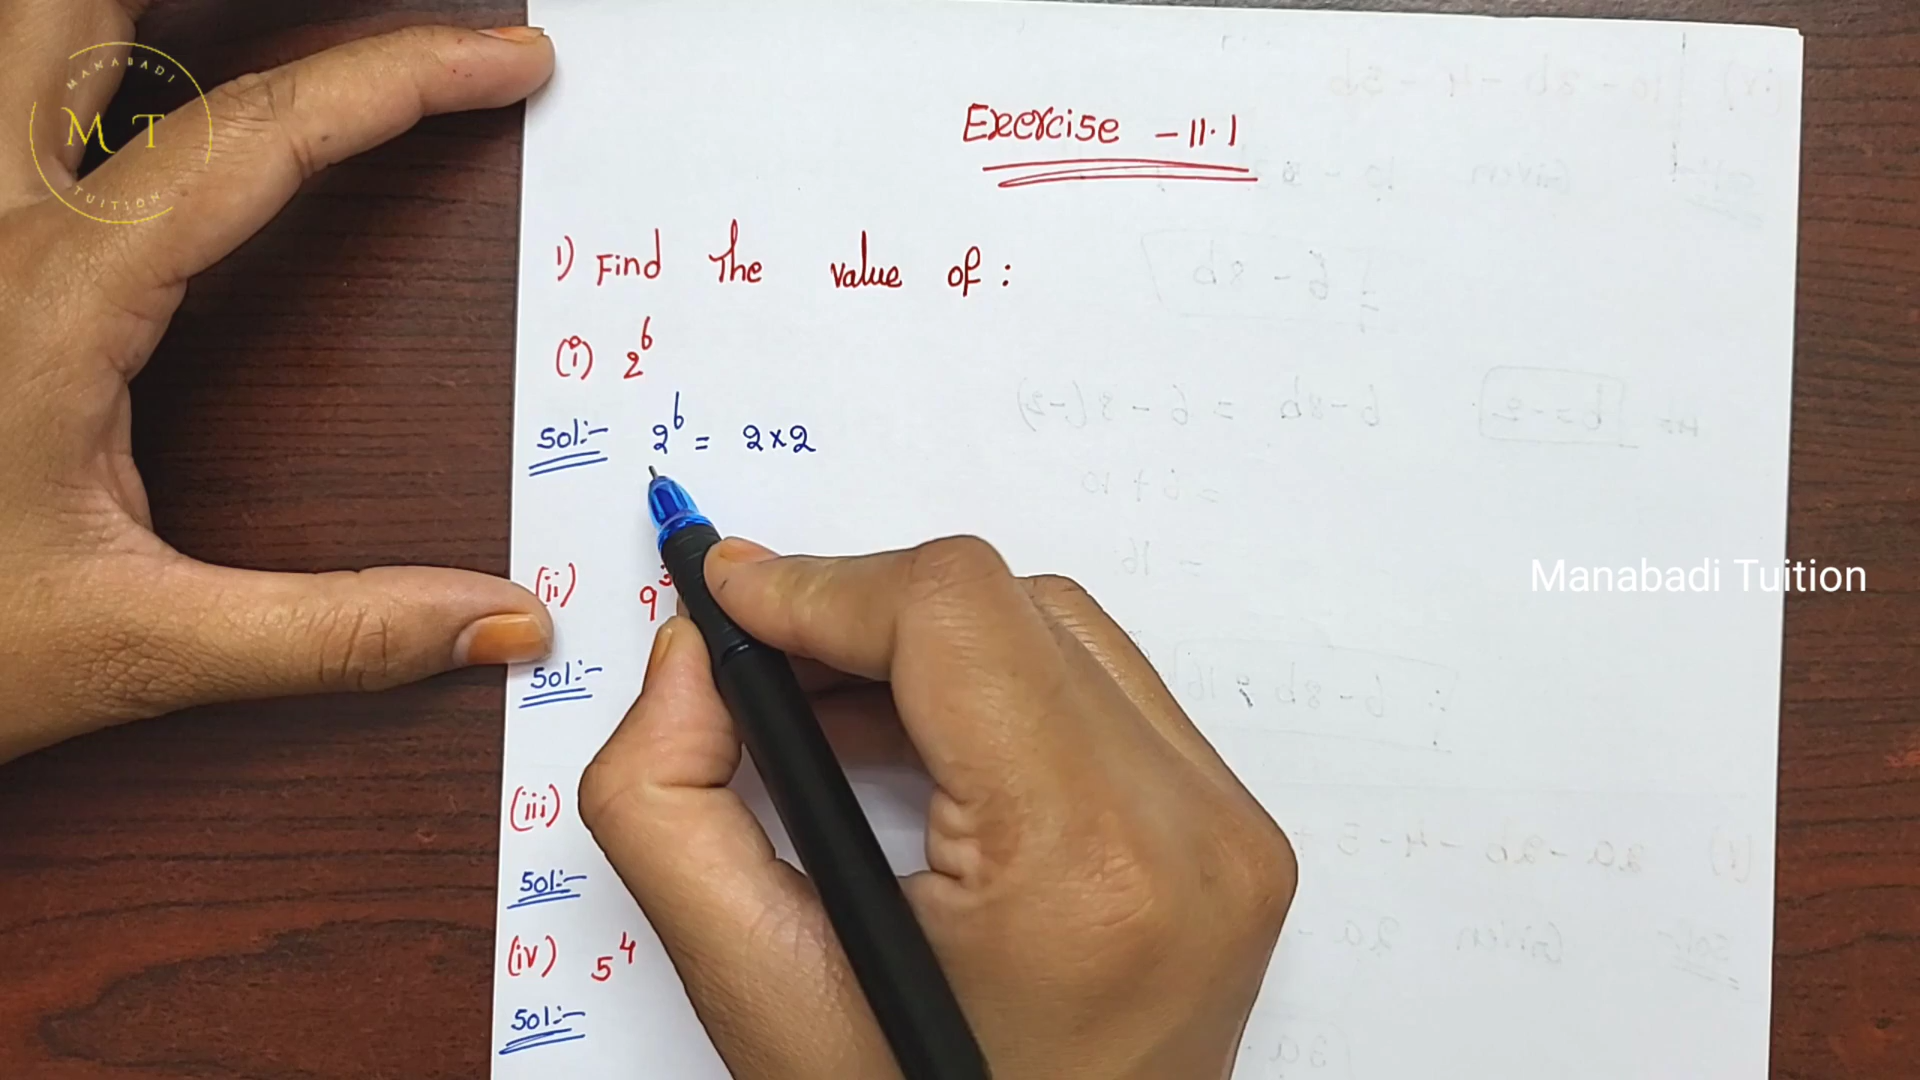 MANABADI
M T
TUITION
Exercise - 11.1
1) Find The value of :
(i) 2^6
Sol:- 2^6 = 2×2
(ii) 9^3
Sol:-
(iii)
Sol:-
(iv) 5^4
Sol:-
Manabadi Tuition